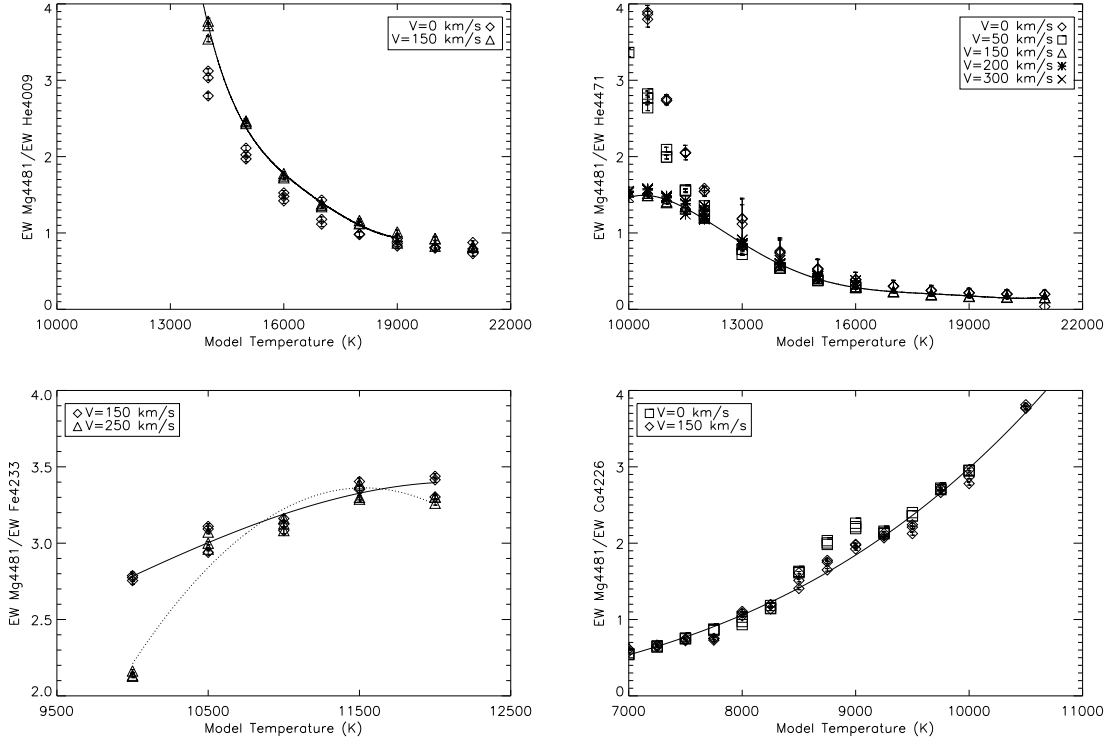 4
3
2
1
0
EW Mg4481/EW He4009
V=0 km/s
V=150 km/s
10000 13000 16000 19000 22000
Model Temperature (K)
4
3
2
1
0
EW Mg4481/EW He4471
V=0 km/s
V=50 km/s
V=150 km/s
V=200 km/s
V=300 km/s
10000 13000 16000 19000 22000
Model Temperature (K)
4.0
3.5
3.0
2.5
2.0
EW Mg4481/EW Fe4233
V=150 km/s
V=250 km/s
9500 10500 11500 12500
Model Temperature (K)
4
3
2
1
0
EW Mg4481/EW Ca4226
V=0 km/s
V=150 km/s
7000 8000 9000 10000 11000
Model Temperature (K)